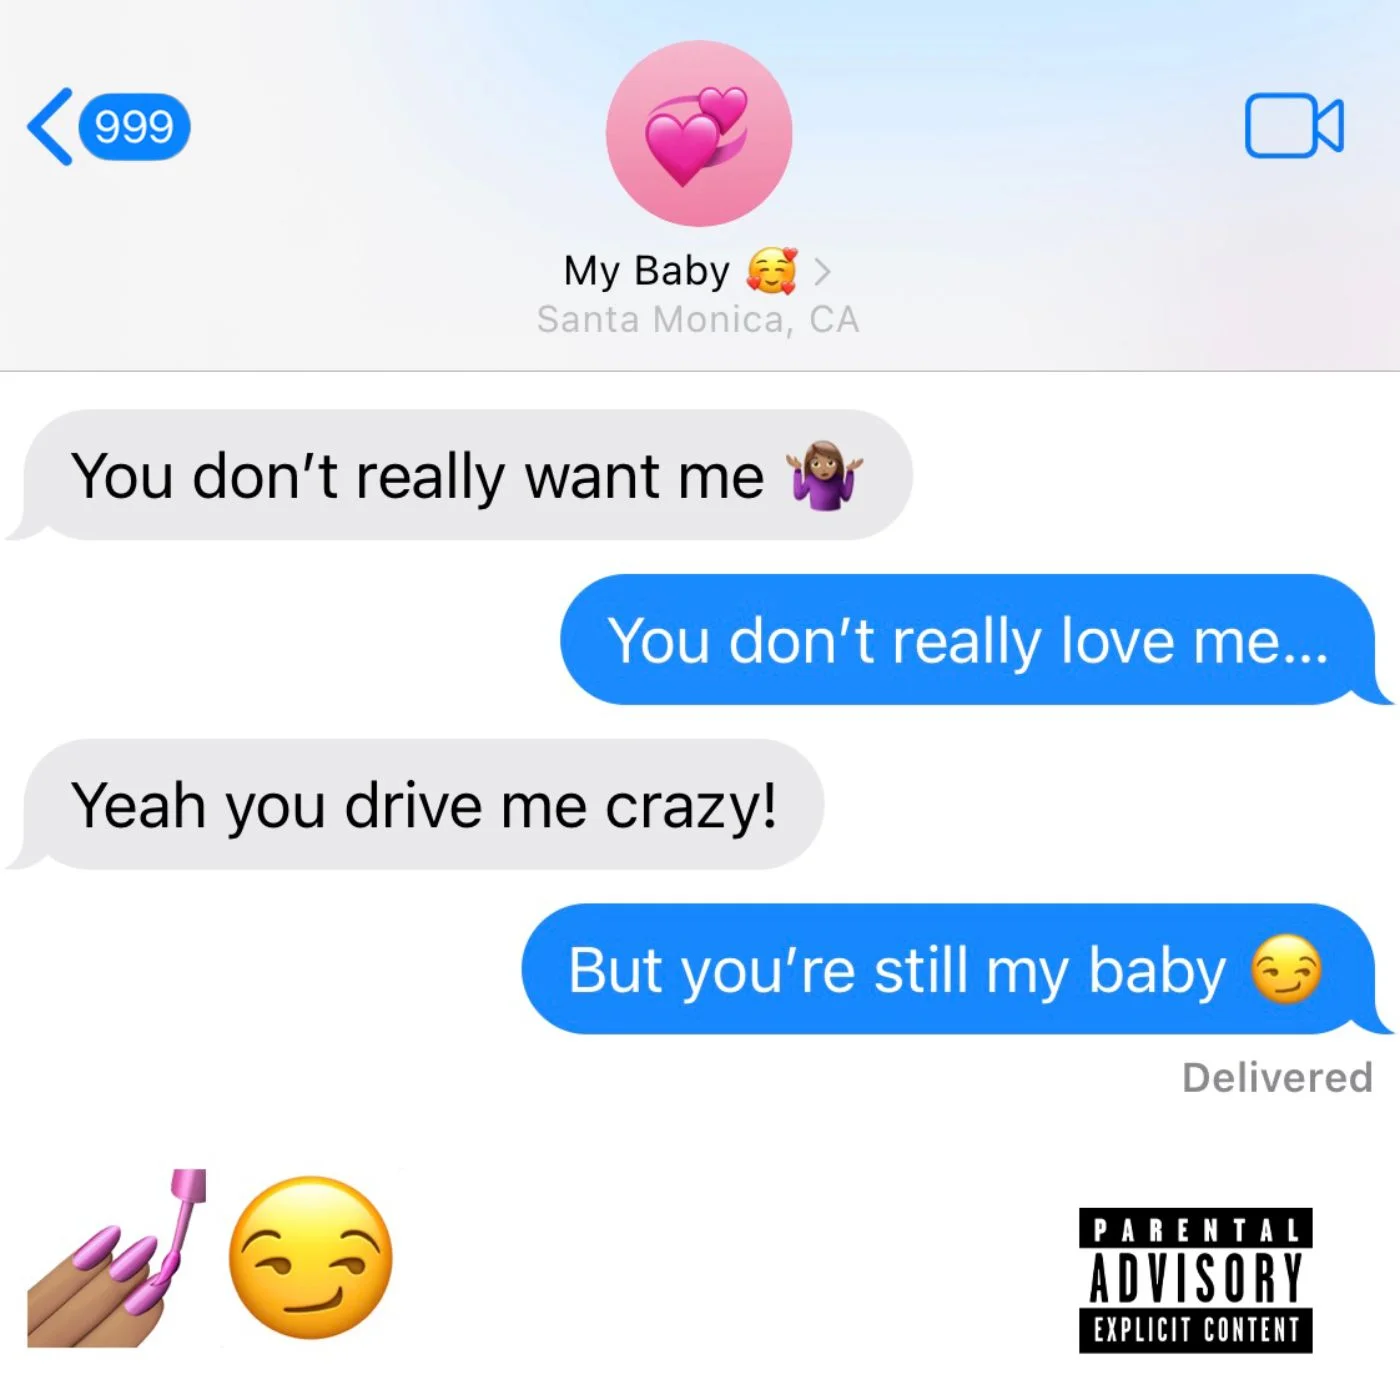 999
My Baby 🥰 >
Santa Monica, CA
You don’t really want me 🤷🏽‍♀️
You don’t really love me...
Yeah you drive me crazy!
But you’re still my baby 😏
Delivered
💅🏽 😏
PARENTAL
ADVISORY
EXPLICIT CONTENT